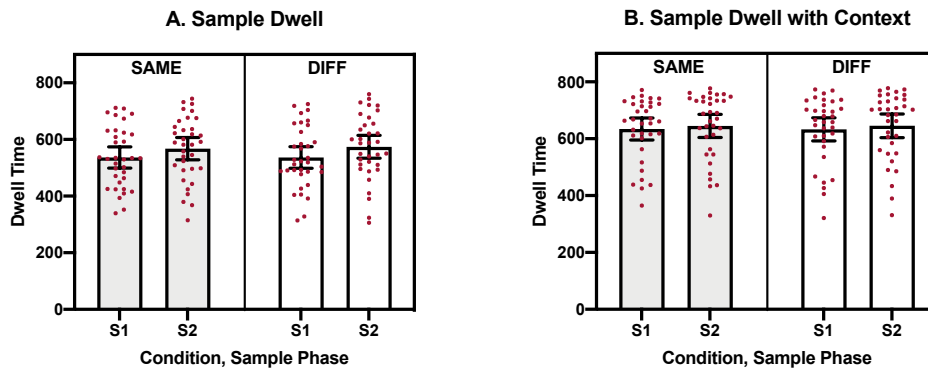 A. Sample Dwell
SAME DIFF
800
600
400
200
0
Dwell Time
S1 S2 S1 S2
Condition, Sample Phase
B. Sample Dwell with Context
SAME DIFF
800
600
400
200
0
Dwell Time
S1 S2 S1 S2
Condition, Sample Phase